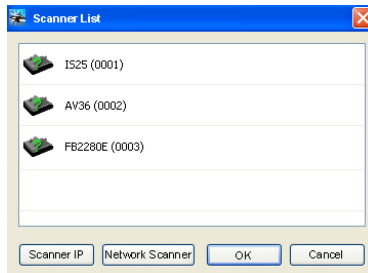 Scanner List
IS25 (0001)
AV36 (0002)
FB2280E (0003)
Scanner IP Network Scanner OK Cancel